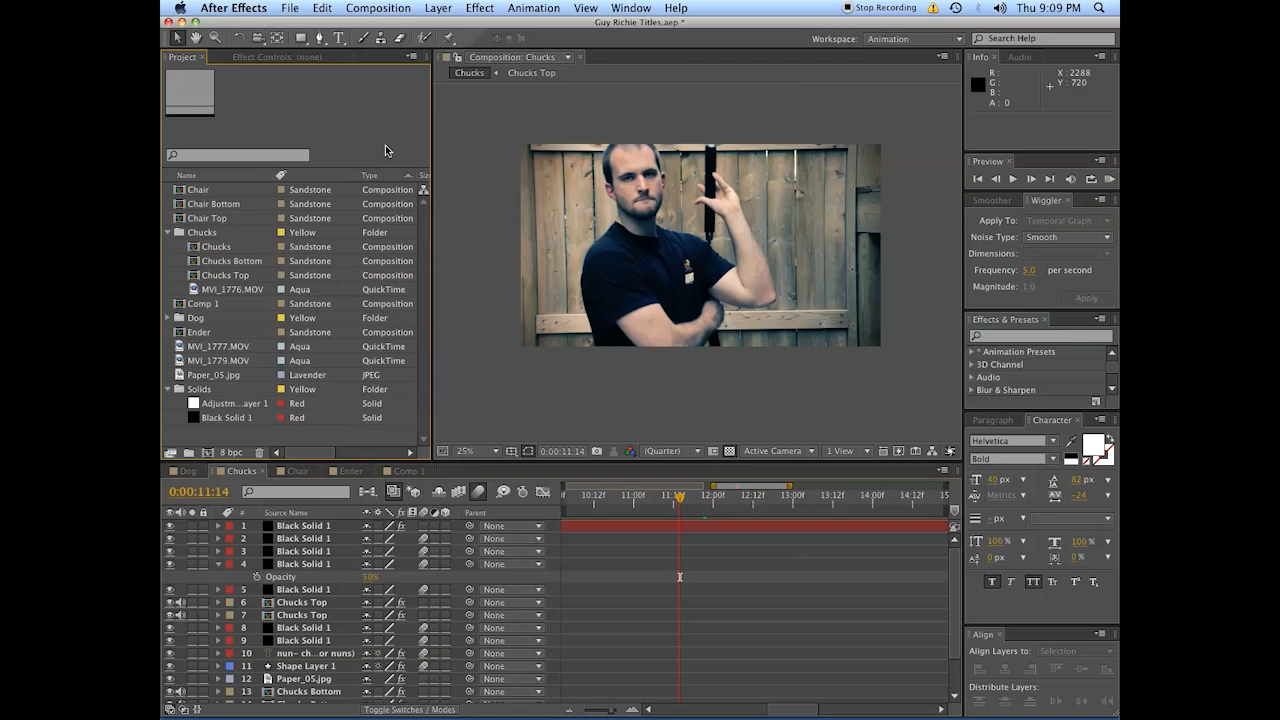 After Effects File Edit Composition Layer Effect Animation View Window Help Stop Recording Thu 9:09 PM
Guy Richie Titles.aep *
Workspace: Animation Search Help
Project Effect Controls: (none) Composition: Chucks Info Audio
Chucks Chucks Top
R: X: 2288
G: Y: 720
B:
A: 0
Preview
Name Type Size
Chair Sandstone Composition
Chair Bottom Sandstone Composition
Chair Top Sandstone Composition
Chucks Yellow Folder
Chucks Sandstone Composition
Chucks Bottom Sandstone Composition
Chucks Top Sandstone Composition
MVI_1776.MOV Aqua QuickTime
Comp 1 Sandstone Composition
Dog Yellow Folder
Ender Sandstone Composition
MVI_1777.MOV Aqua QuickTime
MVI_1779.MOV Aqua QuickTime
Paper_05.jpg Lavender JPEG
Solids Yellow Folder
Adjustm...ayer 1 Red Solid
Black Solid 1 Red Solid
8 bpc
Smoother Wiggler
Apply To: Temporal Graph
Noise Type: Smooth
Dimensions:
Frequency: 5.0 per second
Magnitude: 1.0
Apply
Effects & Presets
* Animation Presets
3D Channel
Audio
Blur & Sharpen
25% 0:00:11:14 (Quarter) Active Camera 1 View
Paragraph Character
Helvetica
Bold
40 px 82 px
Metrics -24
- px
100% 100%
0 px 0 %
T T TT Tr
Align
Align Layers to: Selection
Distribute Layers:
Dog Chucks Chair Ender Comp 1
0:00:11:14
10:12f 11:00f 12:00f 12:12f 13:00f 13:12f 14:00f 14:12f 15
# Source Name Parent
1 Black Solid 1 None
2 Black Solid 1 None
3 Black Solid 1 None
4 Black Solid 1 None
Opacity 50%
5 Black Solid 1 None
6 Chucks Top None
7 Chucks Top None
8 Black Solid 1 None
9 Black Solid 1 None
10 nun- ch...or nuns) None
11 Shape Layer 1 None
12 Paper_05.jpg None
13 Chucks Bottom None
Toggle Switches / Modes